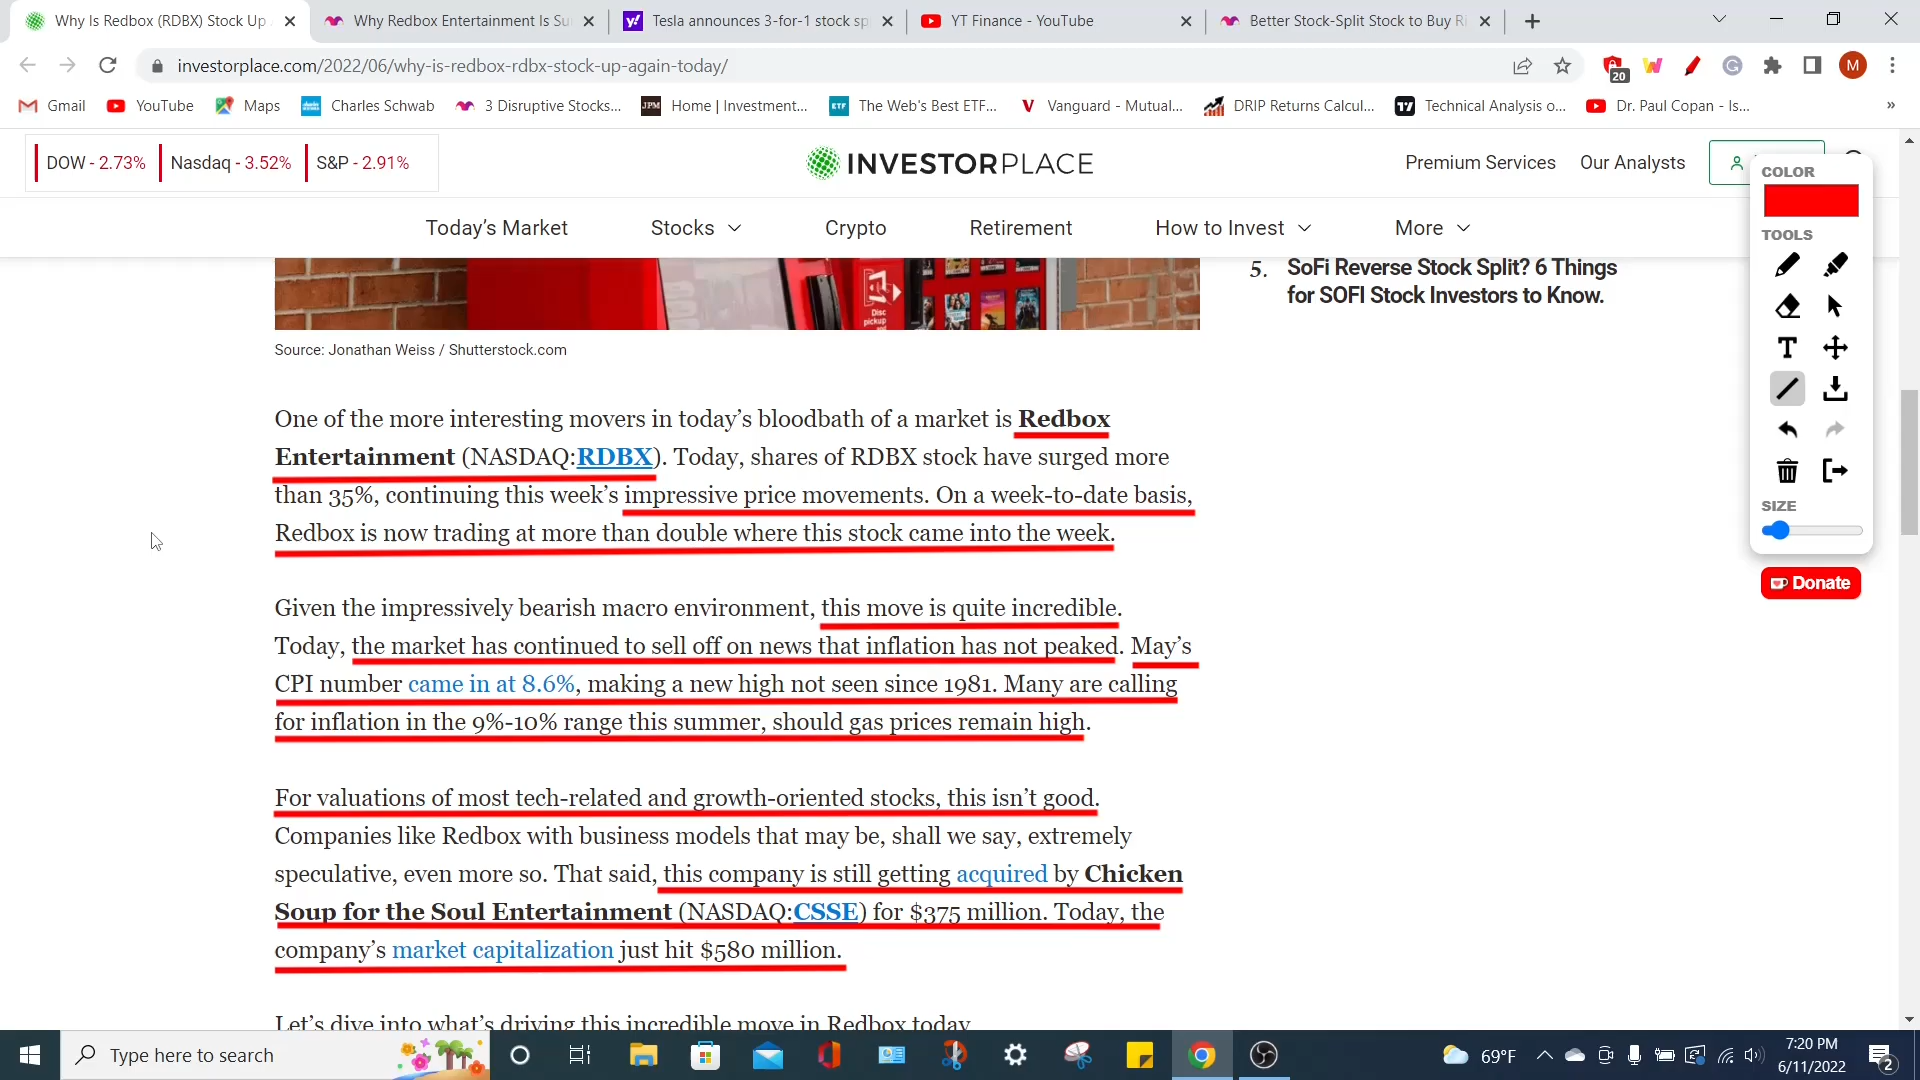 Why Is Redbox (RDBX) Stock Up
Why Redbox Entertainment Is Su
Tesla announces 3-for-1 stock sp
YT Finance - YouTube
Better Stock-Split Stock to Buy Ri
investorplace.com/2022/06/why-is-redbox-rdbx-stock-up-again-today/
20
M
Gmail
YouTube
Maps
Charles Schwab
3 Disruptive Stocks...
JPM
Home | Investment...
ETF
The Web's Best ETF...
Vanguard - Mutual...
DRIP Returns Calcul...
Technical Analysis o...
Dr. Paul Copan - Is...
»
DOW - 2.73%
Nasdaq - 3.52%
S&P - 2.91%
INVESTORPLACE
Premium Services
Our Analysts
Today's Market
Stocks
Crypto
Retirement
How to Invest
More
COLOR
TOOLS
SIZE
Donate
Disc
pickup
5. SoFi Reverse Stock Split? 6 Things
for SOFI Stock Investors to Know.
Source: Jonathan Weiss / Shutterstock.com
One of the more interesting movers in today's bloodbath of a market is Redbox
Entertainment (NASDAQ:RDBX). Today, shares of RDBX stock have surged more
than 35%, continuing this week's impressive price movements. On a week-to-date basis,
Redbox is now trading at more than double where this stock came into the week.
Given the impressively bearish macro environment, this move is quite incredible.
Today, the market has continued to sell off on news that inflation has not peaked. May's
CPI number came in at 8.6%, making a new high not seen since 1981. Many are calling
for inflation in the 9%-10% range this summer, should gas prices remain high.
For valuations of most tech-related and growth-oriented stocks, this isn't good.
Companies like Redbox with business models that may be, shall we say, extremely
speculative, even more so. That said, this company is still getting acquired by Chicken
Soup for the Soul Entertainment (NASDAQ:CSSE) for $375 million. Today, the
company's market capitalization just hit $580 million.
Let's dive into what's driving this incredible move in Redbox today
Type here to search
69°F
7:20 PM
6/11/2022
2